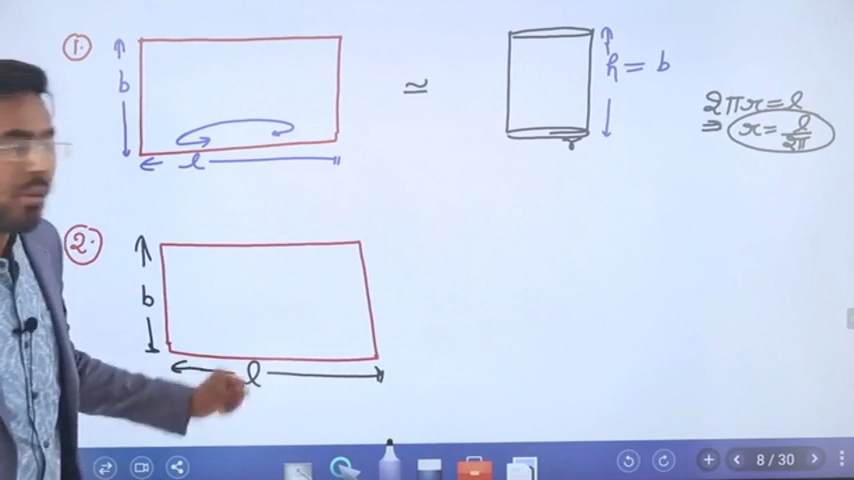 1.
b
l
≃
h = b
r
2πr = l
⇒ r = l/2π
2.
b
l
8 / 30